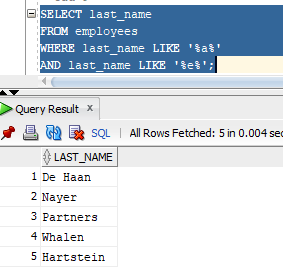 SELECT last_name
FROM employees
WHERE last_name LIKE '%a%'
AND last_name LIKE '%e%';
Query Result x
SQL | All Rows Fetched: 5 in 0.004 sec
LAST_NAME
1 De Haan
2 Nayer
3 Partners
4 Whalen
5 Hartstein